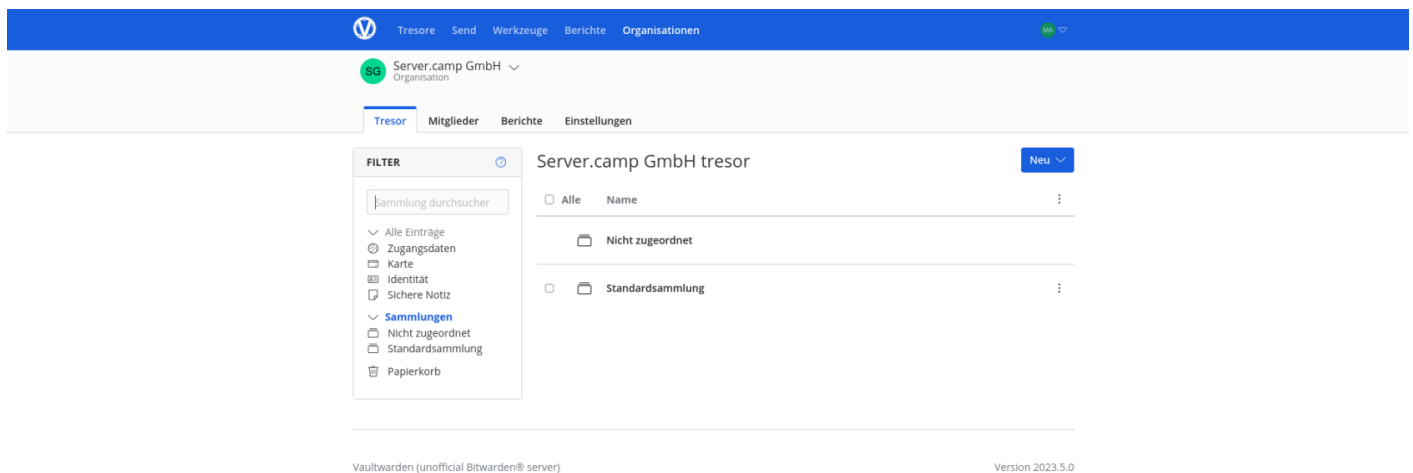 Tresore Send Werkzeuge Berichte Organisationen MA
SG Server.camp GmbH
Organisation
Tresor Mitglieder Berichte Einstellungen
FILTER
Sammlung durchsucher
Alle Einträge
Zugangsdaten
Karte
Identität
Sichere Notiz
Sammlungen
Nicht zugeordnet
Standardsammlung
Papierkorb
Server.camp GmbH tresor Neu
Alle Name
Nicht zugeordnet
Standardsammlung
Vaultwarden (unofficial Bitwarden® server) Version 2023.5.0